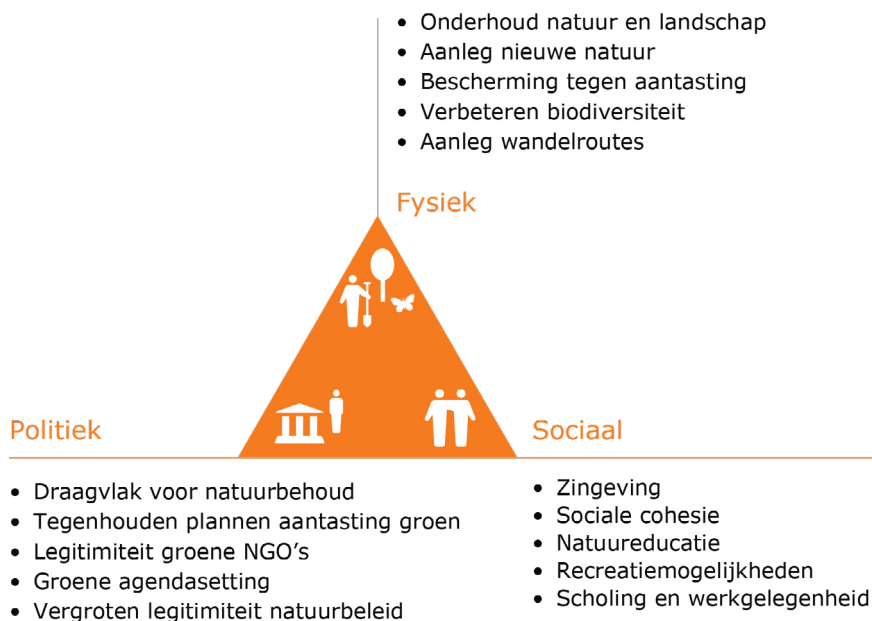 • Onderhoud natuur en landschap
• Aanleg nieuwe natuur
• Bescherming tegen aantasting
• Verbeteren biodiversiteit
• Aanleg wandelroutes
Fysiek
Politiek
• Draagvlak voor natuurbehoud
• Tegenhouden plannen aantasting groen
• Legitimiteit groene NGO’s
• Groene agendasetting
• Vergroten legitimiteit natuurbeleid
Sociaal
• Zingeving
• Sociale cohesie
• Natuureducatie
• Recreatiemogelijkheden
• Scholing en werkgelegenheid